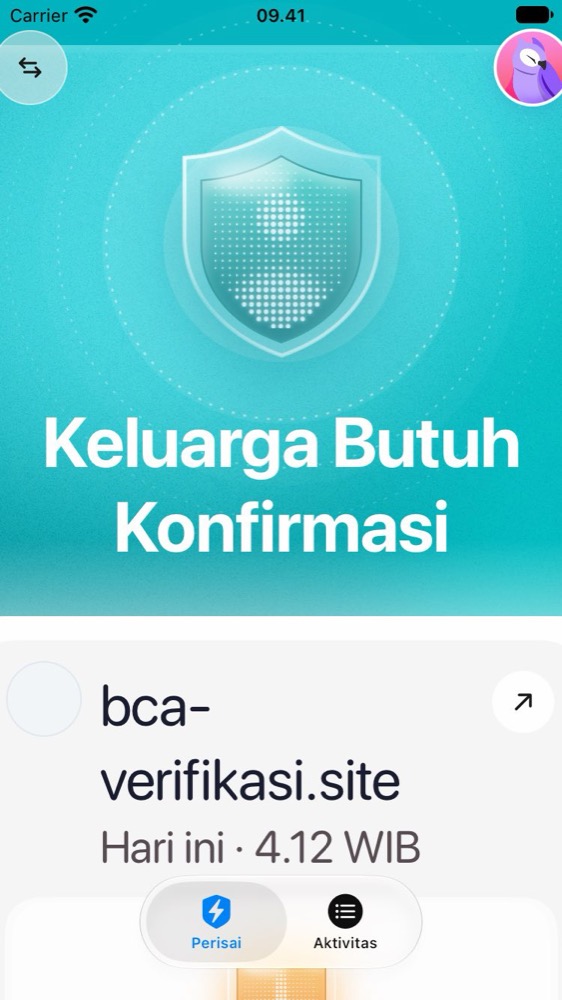 Carrier
09.41
Keluarga Butuh
Konfirmasi
bca-
verifikasi.site
Hari ini · 4.12 WIB
Perisai
Aktivitas